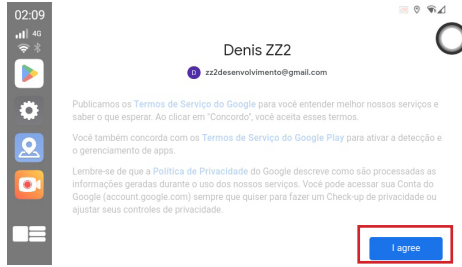 02:09
4G
Denis ZZ2
D zz2desenvolvimento@gmail.com
Publicamos os Termos de Serviço do Google para você entender melhor nossos serviços e
saber o que esperar. Ao clicar em "Concordo", você aceita esses termos.
Você também concorda com os Termos de Serviço do Google Play para ativar a detecção e
o gerenciamento de apps.
Lembre-se de que a Política de Privacidade do Google descreve como são processadas as
informações geradas durante o uso dos nossos serviços. Você pode acessar sua Conta do
Google (account.google.com) sempre que quiser para fazer um Check-up de privacidade ou
ajustar seus controles de privacidade.
I agree